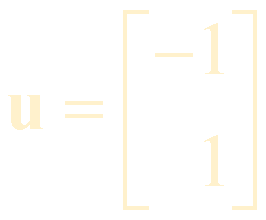 u = [ −1
1 ]